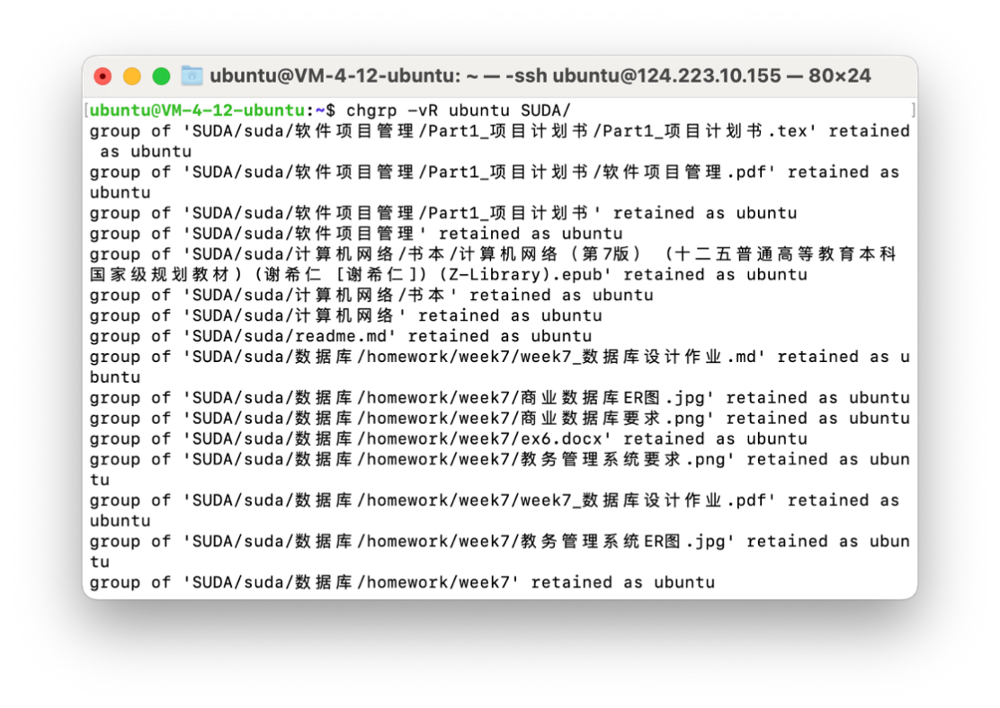 ubuntu@VM-4-12-ubuntu: ~ — -ssh ubuntu@124.223.10.155 — 80×24
[ubuntu@VM-4-12-ubuntu:~$ chgrp -vR ubuntu SUDA/ ]
group of 'SUDA/suda/软件项目管理/Part1_项目计划书/Part1_项目计划书.tex' retained
 as ubuntu
group of 'SUDA/suda/软件项目管理/Part1_项目计划书/软件项目管理.pdf' retained as
ubuntu
group of 'SUDA/suda/软件项目管理/Part1_项目计划书' retained as ubuntu
group of 'SUDA/suda/软件项目管理' retained as ubuntu
group of 'SUDA/suda/计算机网络/书本/计算机网络（第7版）（十二五普通高等教育本科
国家级规划教材) (谢希仁 [谢希仁]) (Z-Library).epub' retained as ubuntu
group of 'SUDA/suda/计算机网络/书本' retained as ubuntu
group of 'SUDA/suda/计算机网络' retained as ubuntu
group of 'SUDA/suda/readme.md' retained as ubuntu
group of 'SUDA/suda/数据库/homework/week7/week7_数据库设计作业.md' retained as u
buntu
group of 'SUDA/suda/数据库/homework/week7/商业数据库ER图.jpg' retained as ubuntu
group of 'SUDA/suda/数据库/homework/week7/商业数据库要求.png' retained as ubuntu
group of 'SUDA/suda/数据库/homework/week7/ex6.docx' retained as ubuntu
group of 'SUDA/suda/数据库/homework/week7/教务管理系统要求.png' retained as ubun
tu
group of 'SUDA/suda/数据库/homework/week7/week7_数据库设计作业.pdf' retained as
ubuntu
group of 'SUDA/suda/数据库/homework/week7/教务管理系统ER图.jpg' retained as ubun
tu
group of 'SUDA/suda/数据库/homework/week7' retained as ubuntu